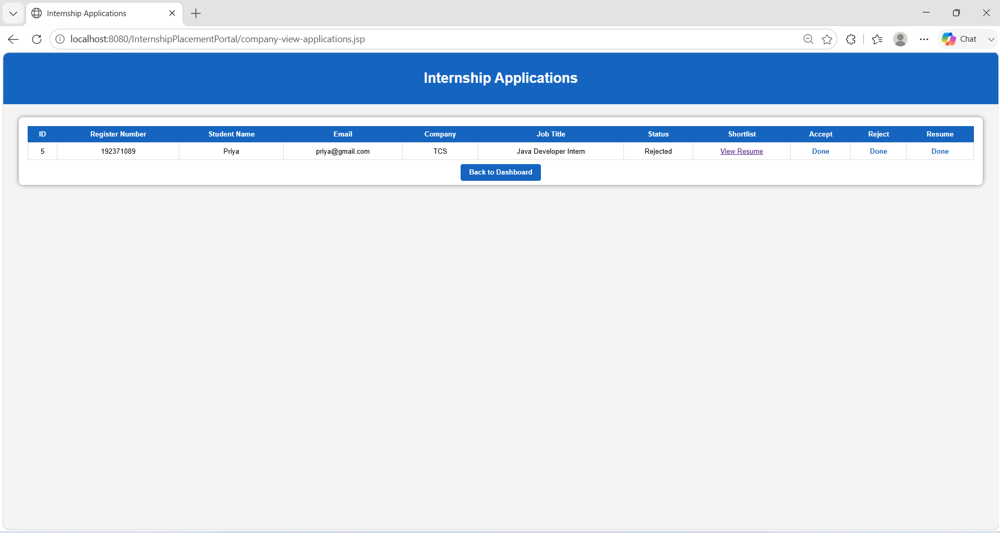 Internship Applications
localhost:8080/InternshipPlacementPortal/company-view-applications.jsp
Chat
Internship Applications
ID Register Number Student Name Email Company Job Title Status Shortlist Accept Reject Resume
5 192371089 Priya priya@gmail.com TCS Java Developer Intern Rejected View Resume Done Done Done
Back to Dashboard